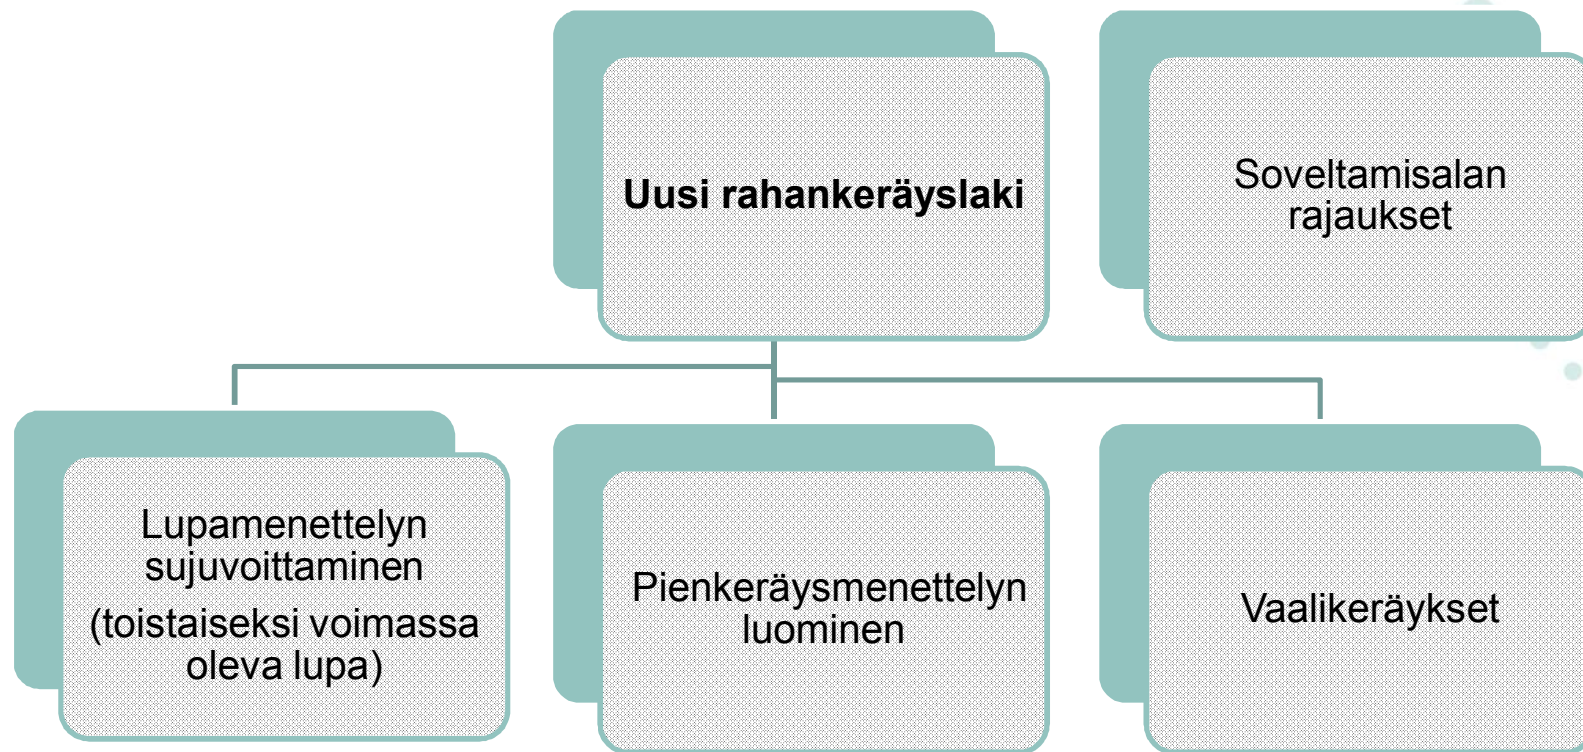 Uusi rahankeräyslaki
Soveltamisalan
rajaukset
Lupamenettelyn
sujuvoittaminen
(toistaiseksi voimassa
oleva lupa)
Pienkeräysmenettelyn
luominen
Vaalikeräykset